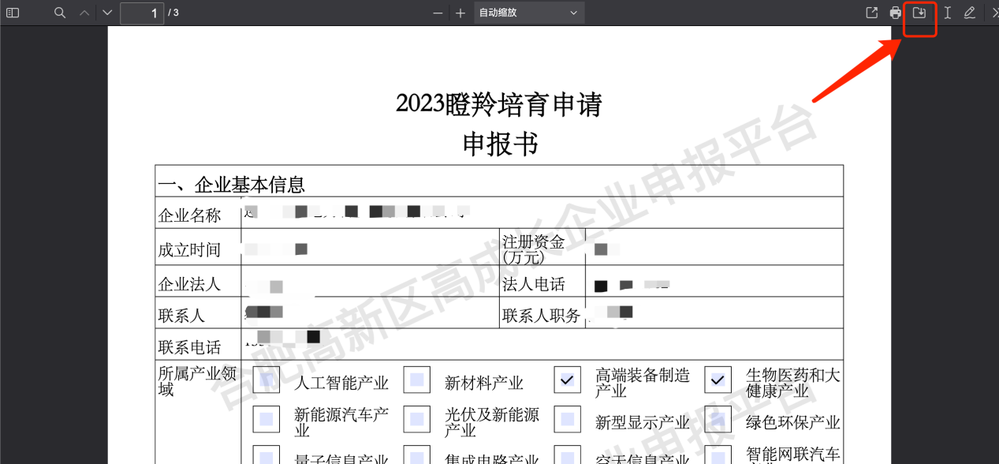 1 / 3 自动缩放
2023瞪羚培育申请
申报书
一、企业基本信息
企业名称
成立时间
注册资金
(万元)
企业法人
法人电话
联系人
联系人职务
联系电话
所属产业领
域
人工智能产业
新材料产业
高端装备制造
产业
生物医药和大
健康产业
新能源汽车产
业
光伏及新能源
产业
新型显示产业
绿色环保产业
量子信息产业
集成电路产业
空天信息产业
智能网联汽车
合肥高新区高成长企业申报平台
业申报平台